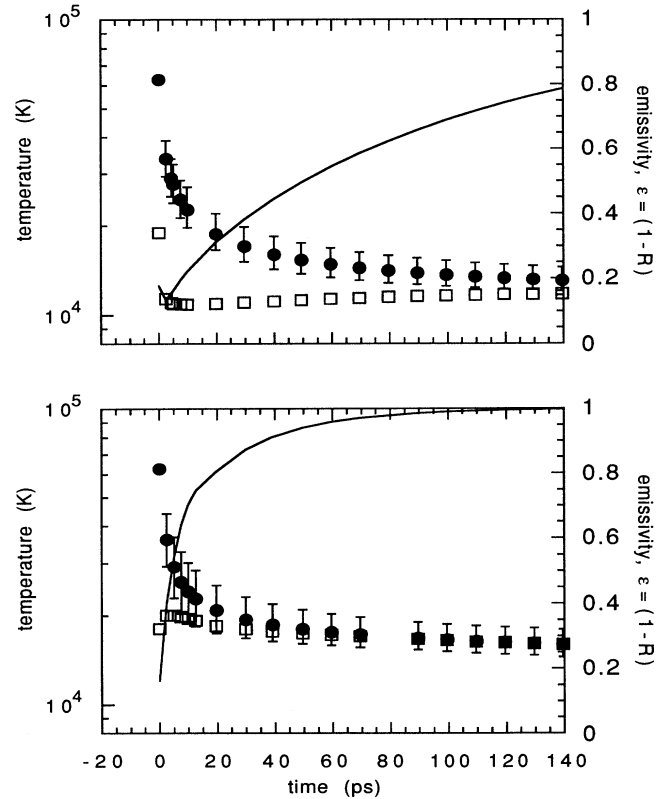 10^5
1
0.8
0.6
0.4
0.2
10^4
0
temperature (K)
emissivity, ε = (1 - R)
10^5
1
0.8
0.6
0.4
0.2
10^4
0
temperature (K)
emissivity, ε = (1 - R)
-20 0 20 40 60 80 100 120 140
time (ps)